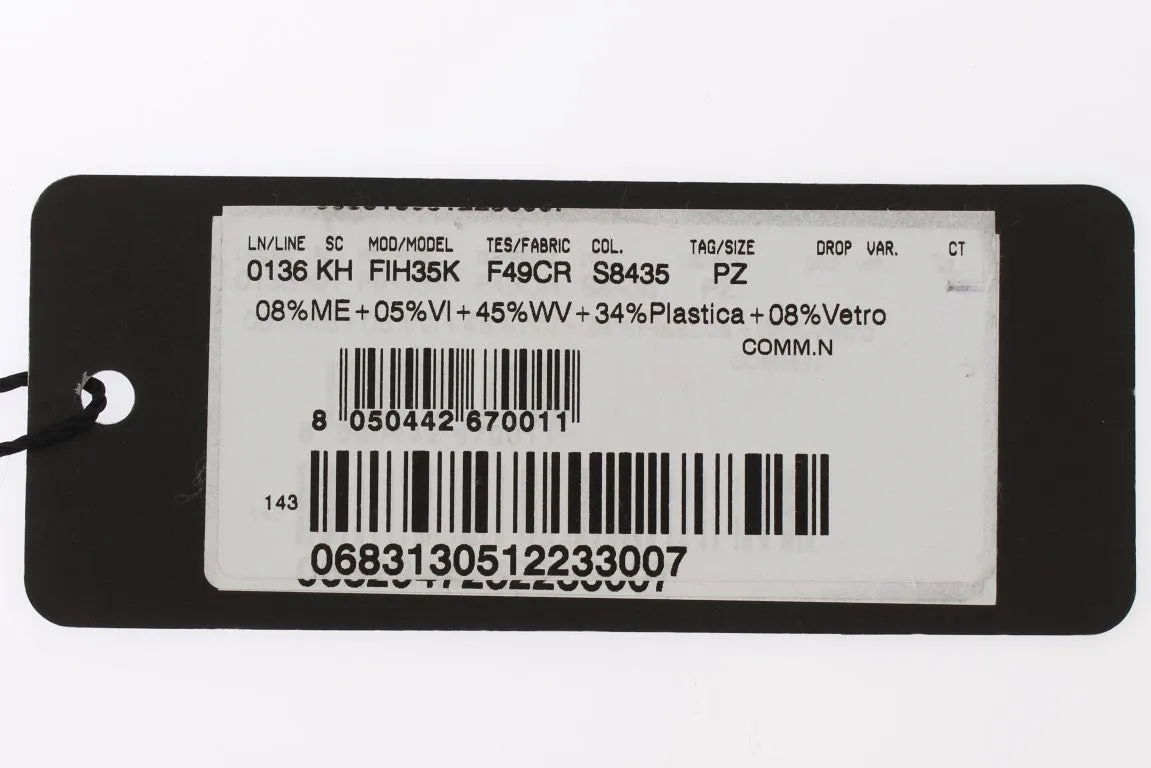 LN/LINE SC MOD/MODEL TES/FABRIC COL. TAG/SIZE DROP VAR. CT
0136 KH FIH35K F49CR S8435 PZ
08%ME+05%VI+45%WV+34%Plastica+08%Vetro
COMM.N
8 050442 670011
143
0683130512233007